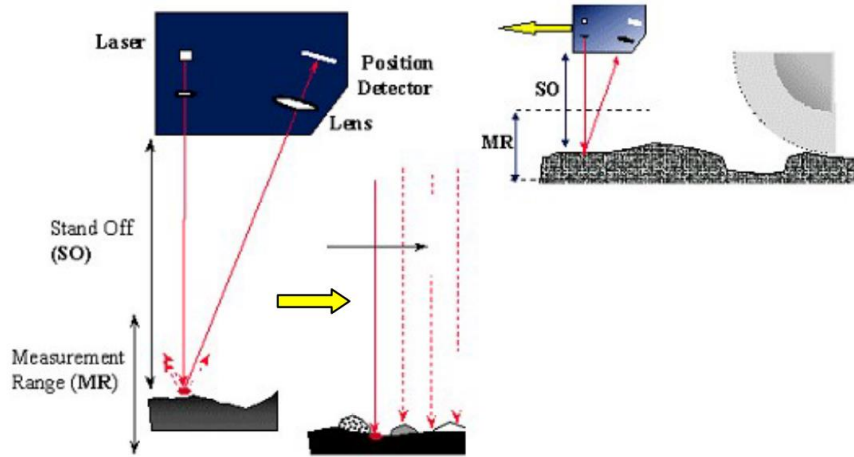 Laser
Position
Detector
Lens
Stand Off
(SO)
Measurement
Range (MR)
SO
MR